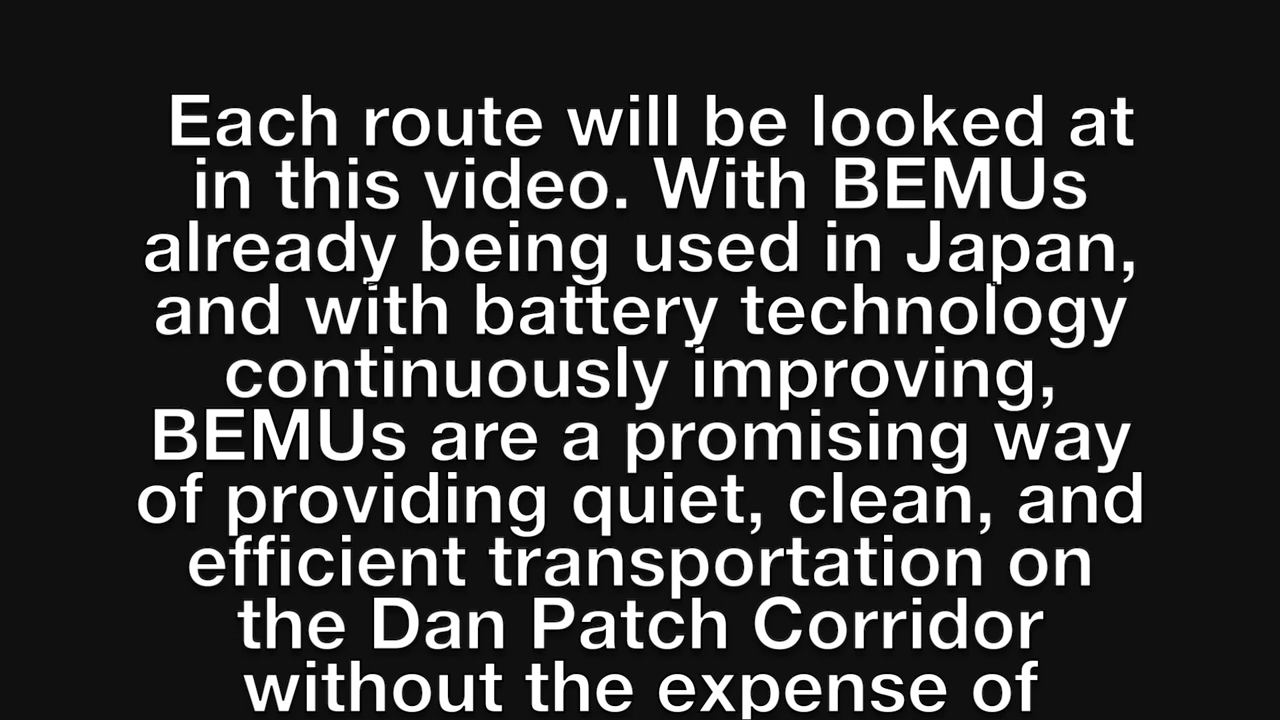 Each route will be looked at
in this video. With BEMUs
already being used in Japan,
and with battery technology
continuously improving,
BEMUs are a promising way
of providing quiet, clean, and
efficient transportation on
the Dan Patch Corridor
without the expense of